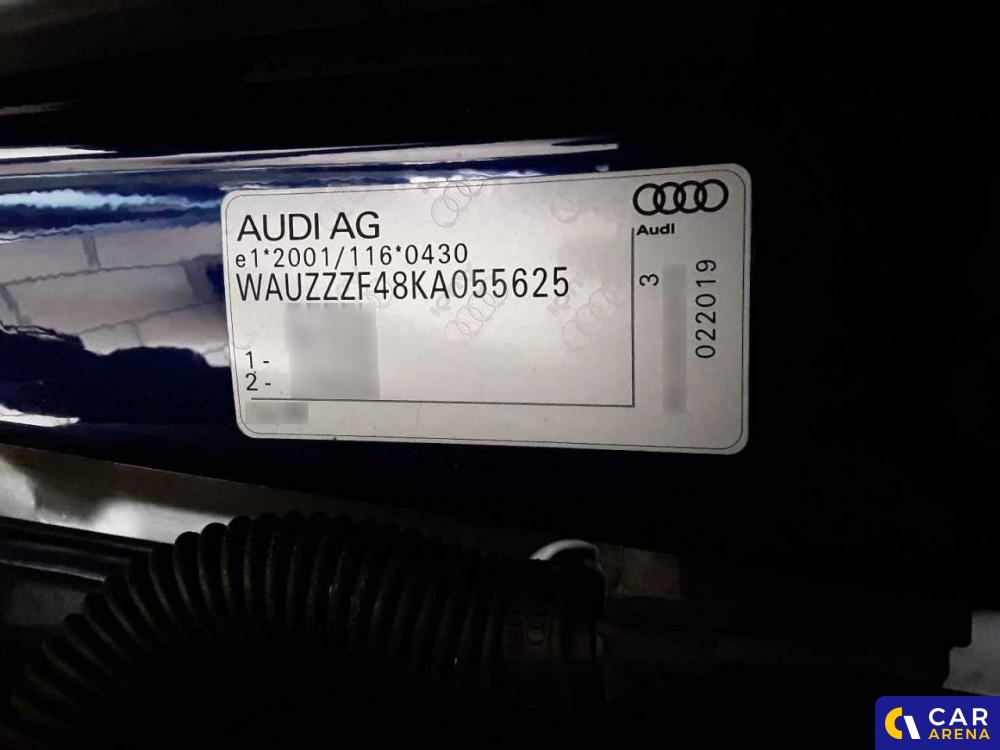 AUDI AG
e1*2001/116*0430
WAUZZZF48KA055625
1 -
2 -
Audi
3
022019
CAR
ARENA